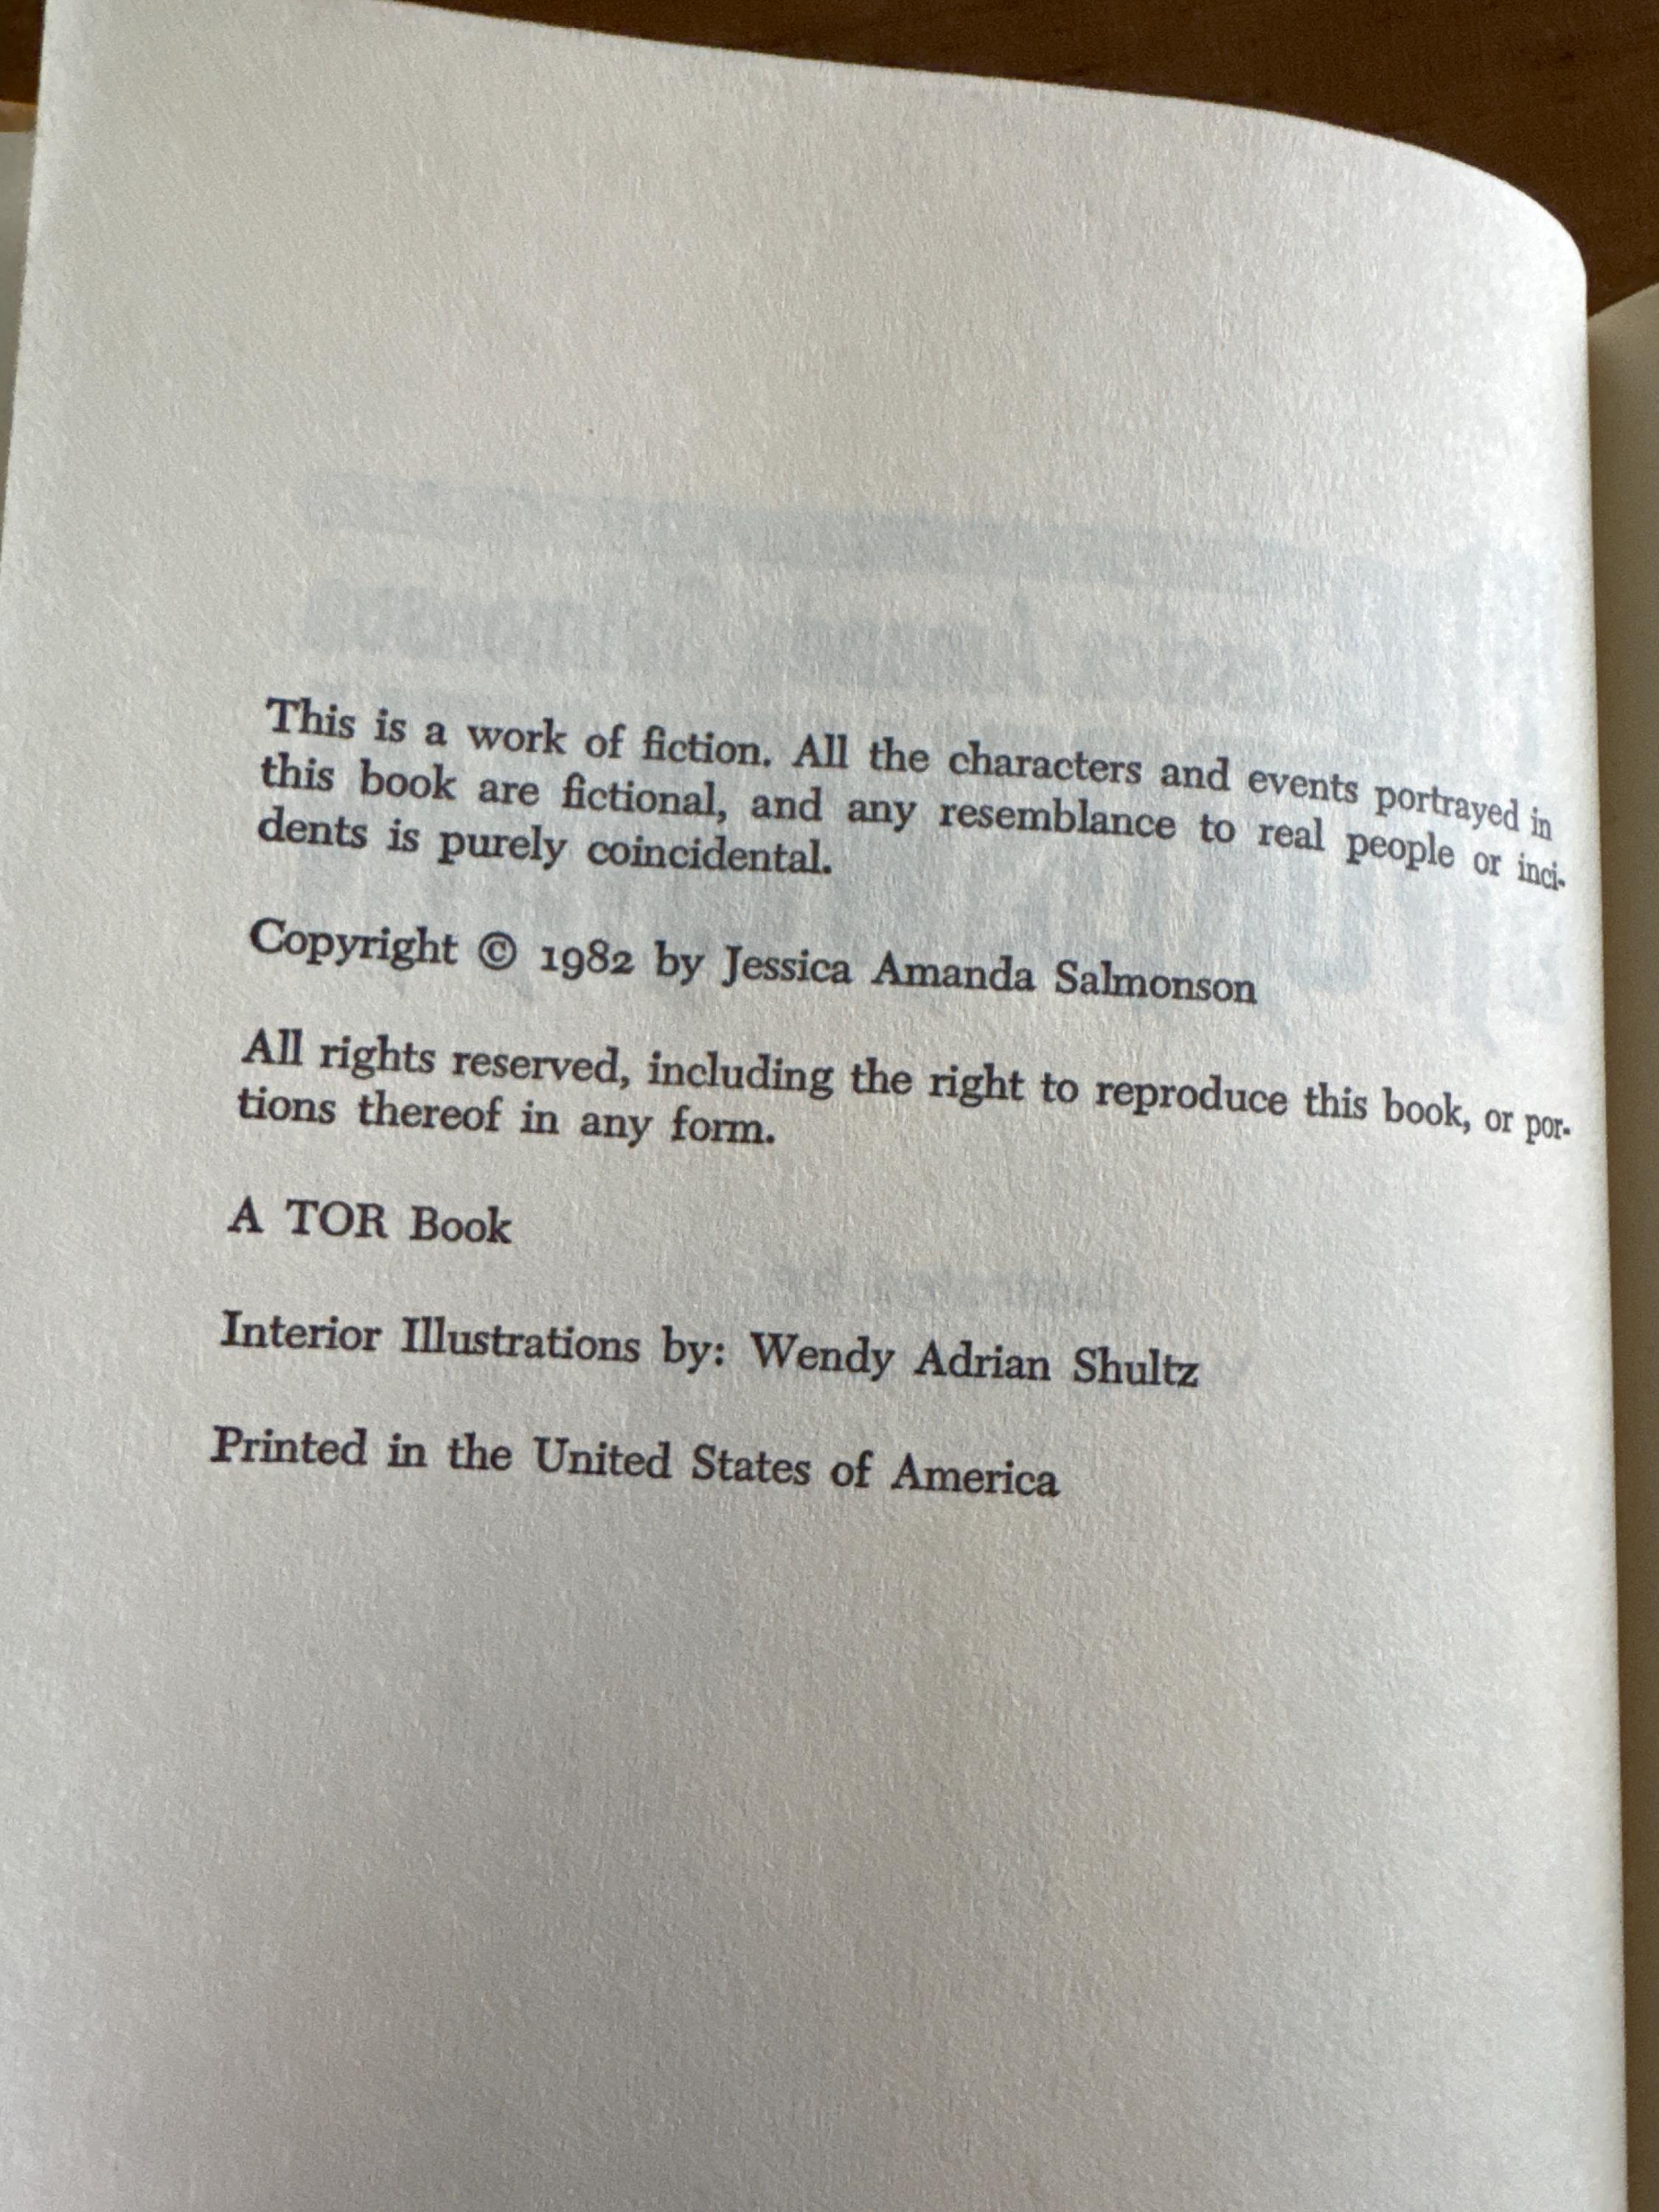 This is a work of fiction. All the characters and events portrayed in
this book are fictional, and any resemblance to real people or inci-
dents is purely coincidental.
Copyright © 1982 by Jessica Amanda Salmonson
All rights reserved, including the right to reproduce this book, or por-
tions thereof in any form.
A TOR Book
Interior Illustrations by: Wendy Adrian Shultz
Printed in the United States of America